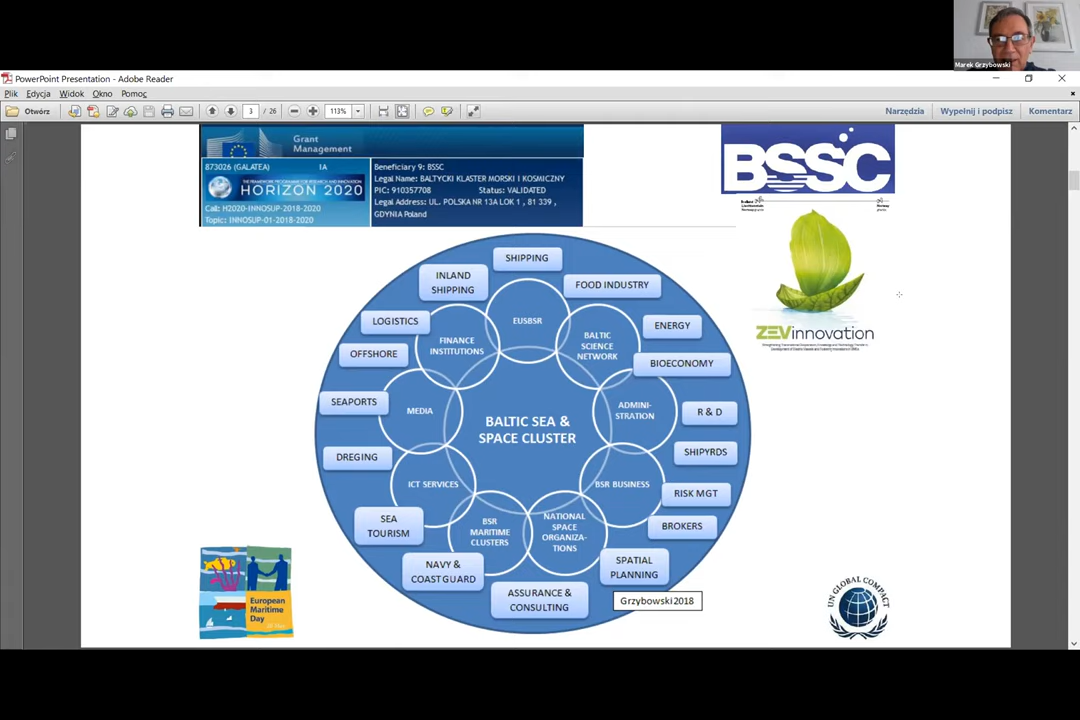 Marek Grzybowski
PowerPoint Presentation - Adobe Reader
Plik Edycja Widok Okno Pomoc
Otwórz
3 / 26
113%
Narzędzia
Wypełnij i podpisz
Komentarz
Grant
Management
873026 (GALATEA) IA
HORIZON 2020
Call: H2020-INNOSUP-2018-2020
Topic: INNOSUP-01-2018-2020
Beneficiary 9: BSSC
Legal Name: BALTYCKI KLASTER MORSKI I KOSMICZNY
PIC: 910357708 Status: VALIDATED
Legal Address: UL. POLSKA NR 13A LOK 1 , 81 339 ,
GDYNIA Poland
BSSC
ZEVinnovation
SHIPPING
INLAND
SHIPPING
FOOD INDUSTRY
LOGISTICS
ENERGY
OFFSHORE
BIOECONOMY
SEAPORTS
R & D
DREGING
SHIPYRDS
RISK MGT
SEA
TOURISM
BROKERS
NAVY &
COAST GUARD
SPATIAL
PLANNING
ASSURANCE &
CONSULTING
EUSBSR
FINANCE
INSTITUTIONS
BALTIC
SCIENCE
NETWORK
MEDIA
ADMINI-
STRATION
BALTIC SEA &
SPACE CLUSTER
ICT SERVICES
BSR BUSINESS
BSR
MARITIME
CLUSTERS
NATIONAL
SPACE
ORGANIZA-
TIONS
Grzybowski2018
European
Maritime
Day
UN GLOBAL COMPACT